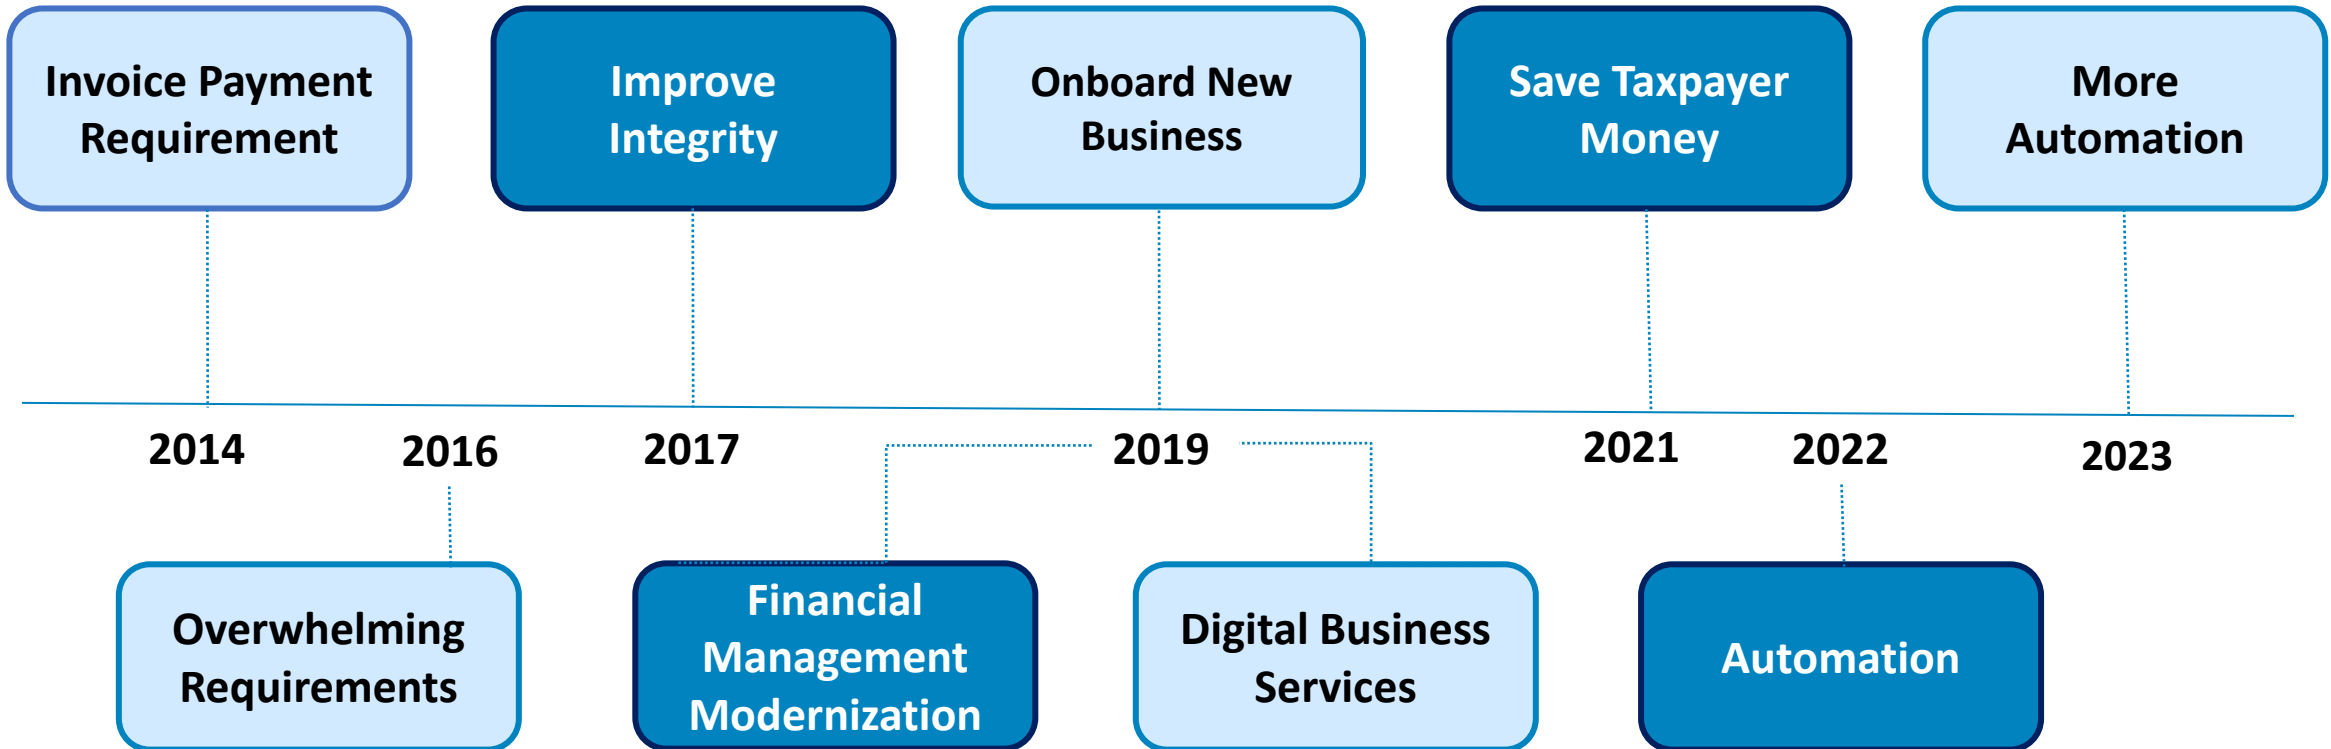 Invoice Payment
Requirement
Improve
Integrity
Onboard New
Business
Save Taxpayer
Money
More
Automation
2014
2016
2017
2019
2021
2022
2023
Overwhelming
Requirements
Financial
Management
Modernization
Digital Business
Services
Automation